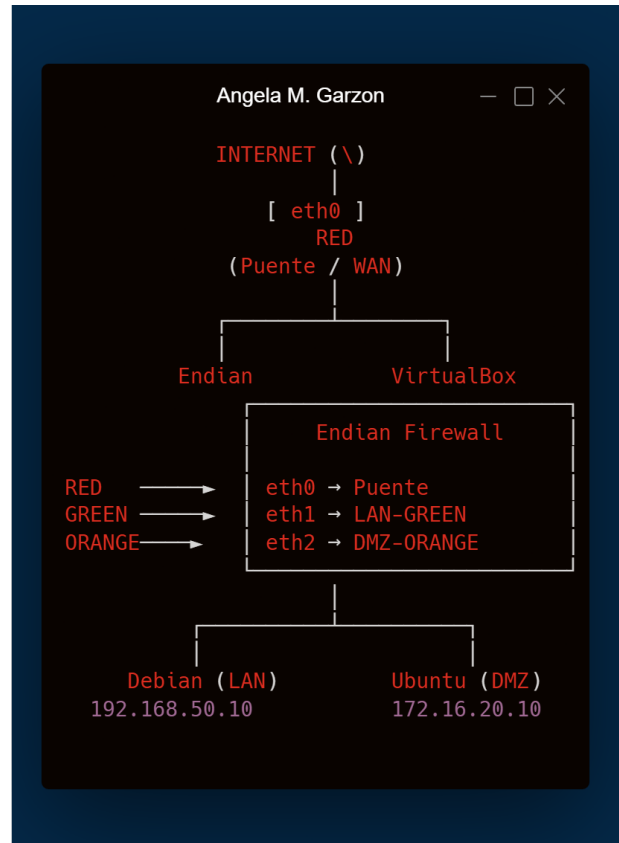 Angela M. Garzon
INTERNET (\)
[ eth0 ]
RED
(Puente / WAN)
Endian VirtualBox
Endian Firewall
RED eth0 → Puente
GREEN eth1 → LAN-GREEN
ORANGE eth2 → DMZ-ORANGE
Debian (LAN) Ubuntu (DMZ)
192.168.50.10 172.16.20.10